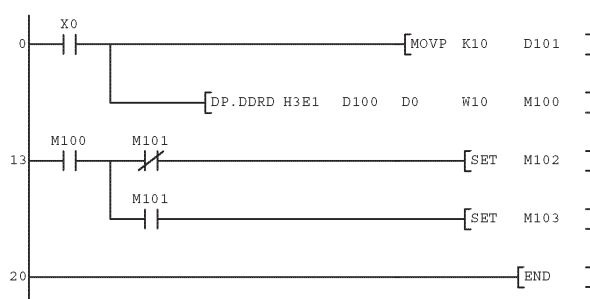 X0
0 MOVP K10 D101
DP.DDRD H3E1 D100 D0 W10 M100
M100 M101
13 SET M102
M101
SET M103
20 END